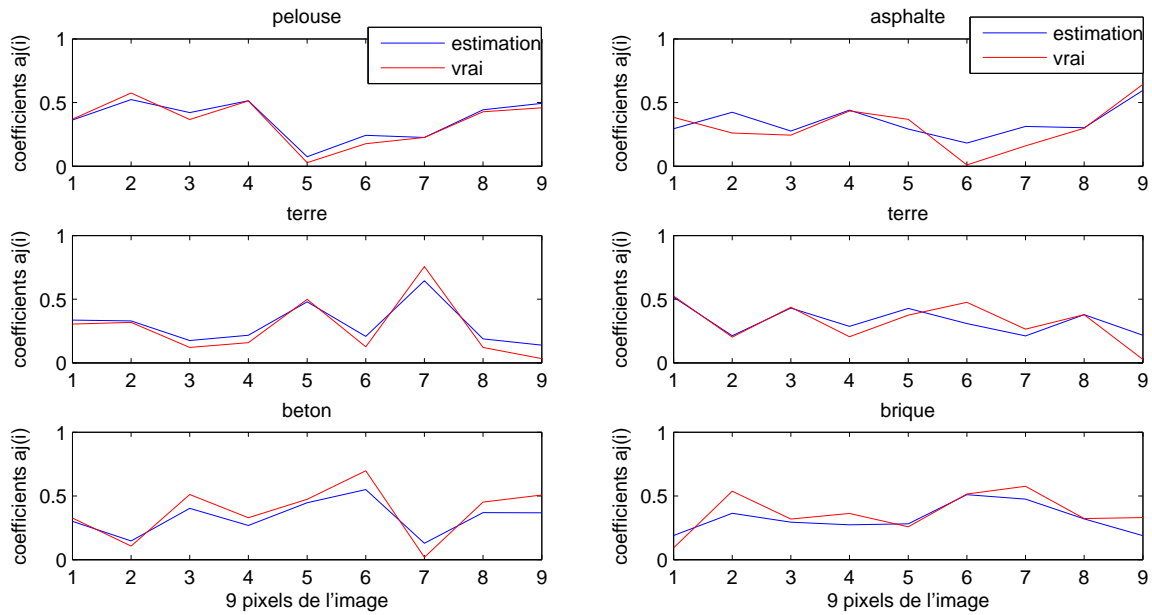 pelouse
coefficients aj(i)
1
0.5
0
estimation
vrai
1 2 3 4 5 6 7 8 9
terre
coefficients aj(i)
1
0.5
0
1 2 3 4 5 6 7 8 9
beton
coefficients aj(i)
1
0.5
0
1 2 3 4 5 6 7 8 9
9 pixels de l'image
asphalte
coefficients aj(i)
1
0.5
0
estimation
vrai
1 2 3 4 5 6 7 8 9
terre
coefficients aj(i)
1
0.5
0
1 2 3 4 5 6 7 8 9
brique
coefficients aj(i)
1
0.5
0
1 2 3 4 5 6 7 8 9
9 pixels de l'image